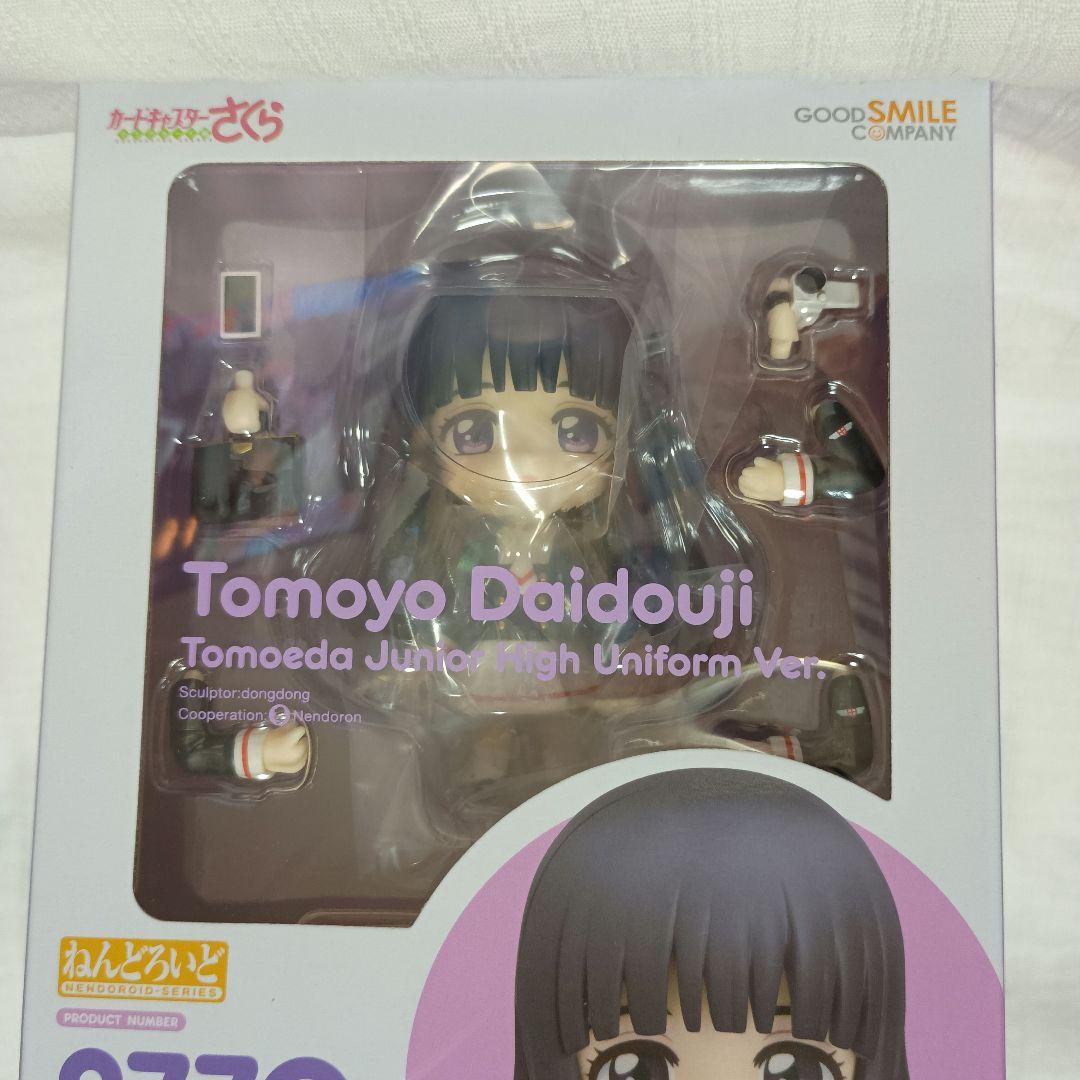 カードキャスターさくら
GOOD SMILE COMPANY
Tomoyo Daidouji
Tomoeda Junior High Uniform Ver.
Sculptor:dongdong
Cooperation: Nendoron
ねんどろいど
NENDOROID-SERIES
PRODUCT NUMBER